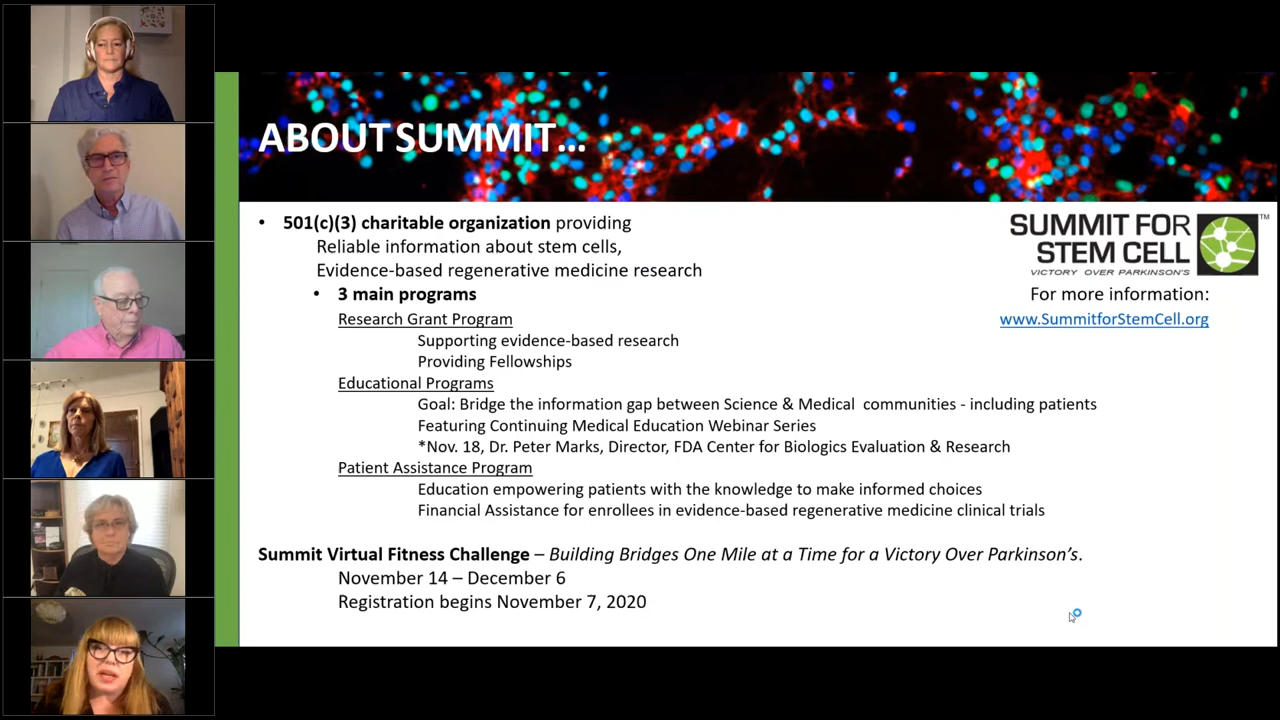 ABOUT SUMMIT...
• 501(c)(3) charitable organization providing
Reliable information about stem cells,
Evidence-based regenerative medicine research
• 3 main programs
Research Grant Program
Supporting evidence-based research
Providing Fellowships
Educational Programs
Goal: Bridge the information gap between Science & Medical communities - including patients
Featuring Continuing Medical Education Webinar Series
*Nov. 18, Dr. Peter Marks, Director, FDA Center for Biologics Evaluation & Research
Patient Assistance Program
Education empowering patients with the knowledge to make informed choices
Financial Assistance for enrollees in evidence-based regenerative medicine clinical trials
Summit Virtual Fitness Challenge – Building Bridges One Mile at a Time for a Victory Over Parkinson's.
November 14 – December 6
Registration begins November 7, 2020
SUMMIT FOR
STEM CELL
TM
VICTORY OVER PARKINSON'S
For more information:
www.SummitforStemCell.org